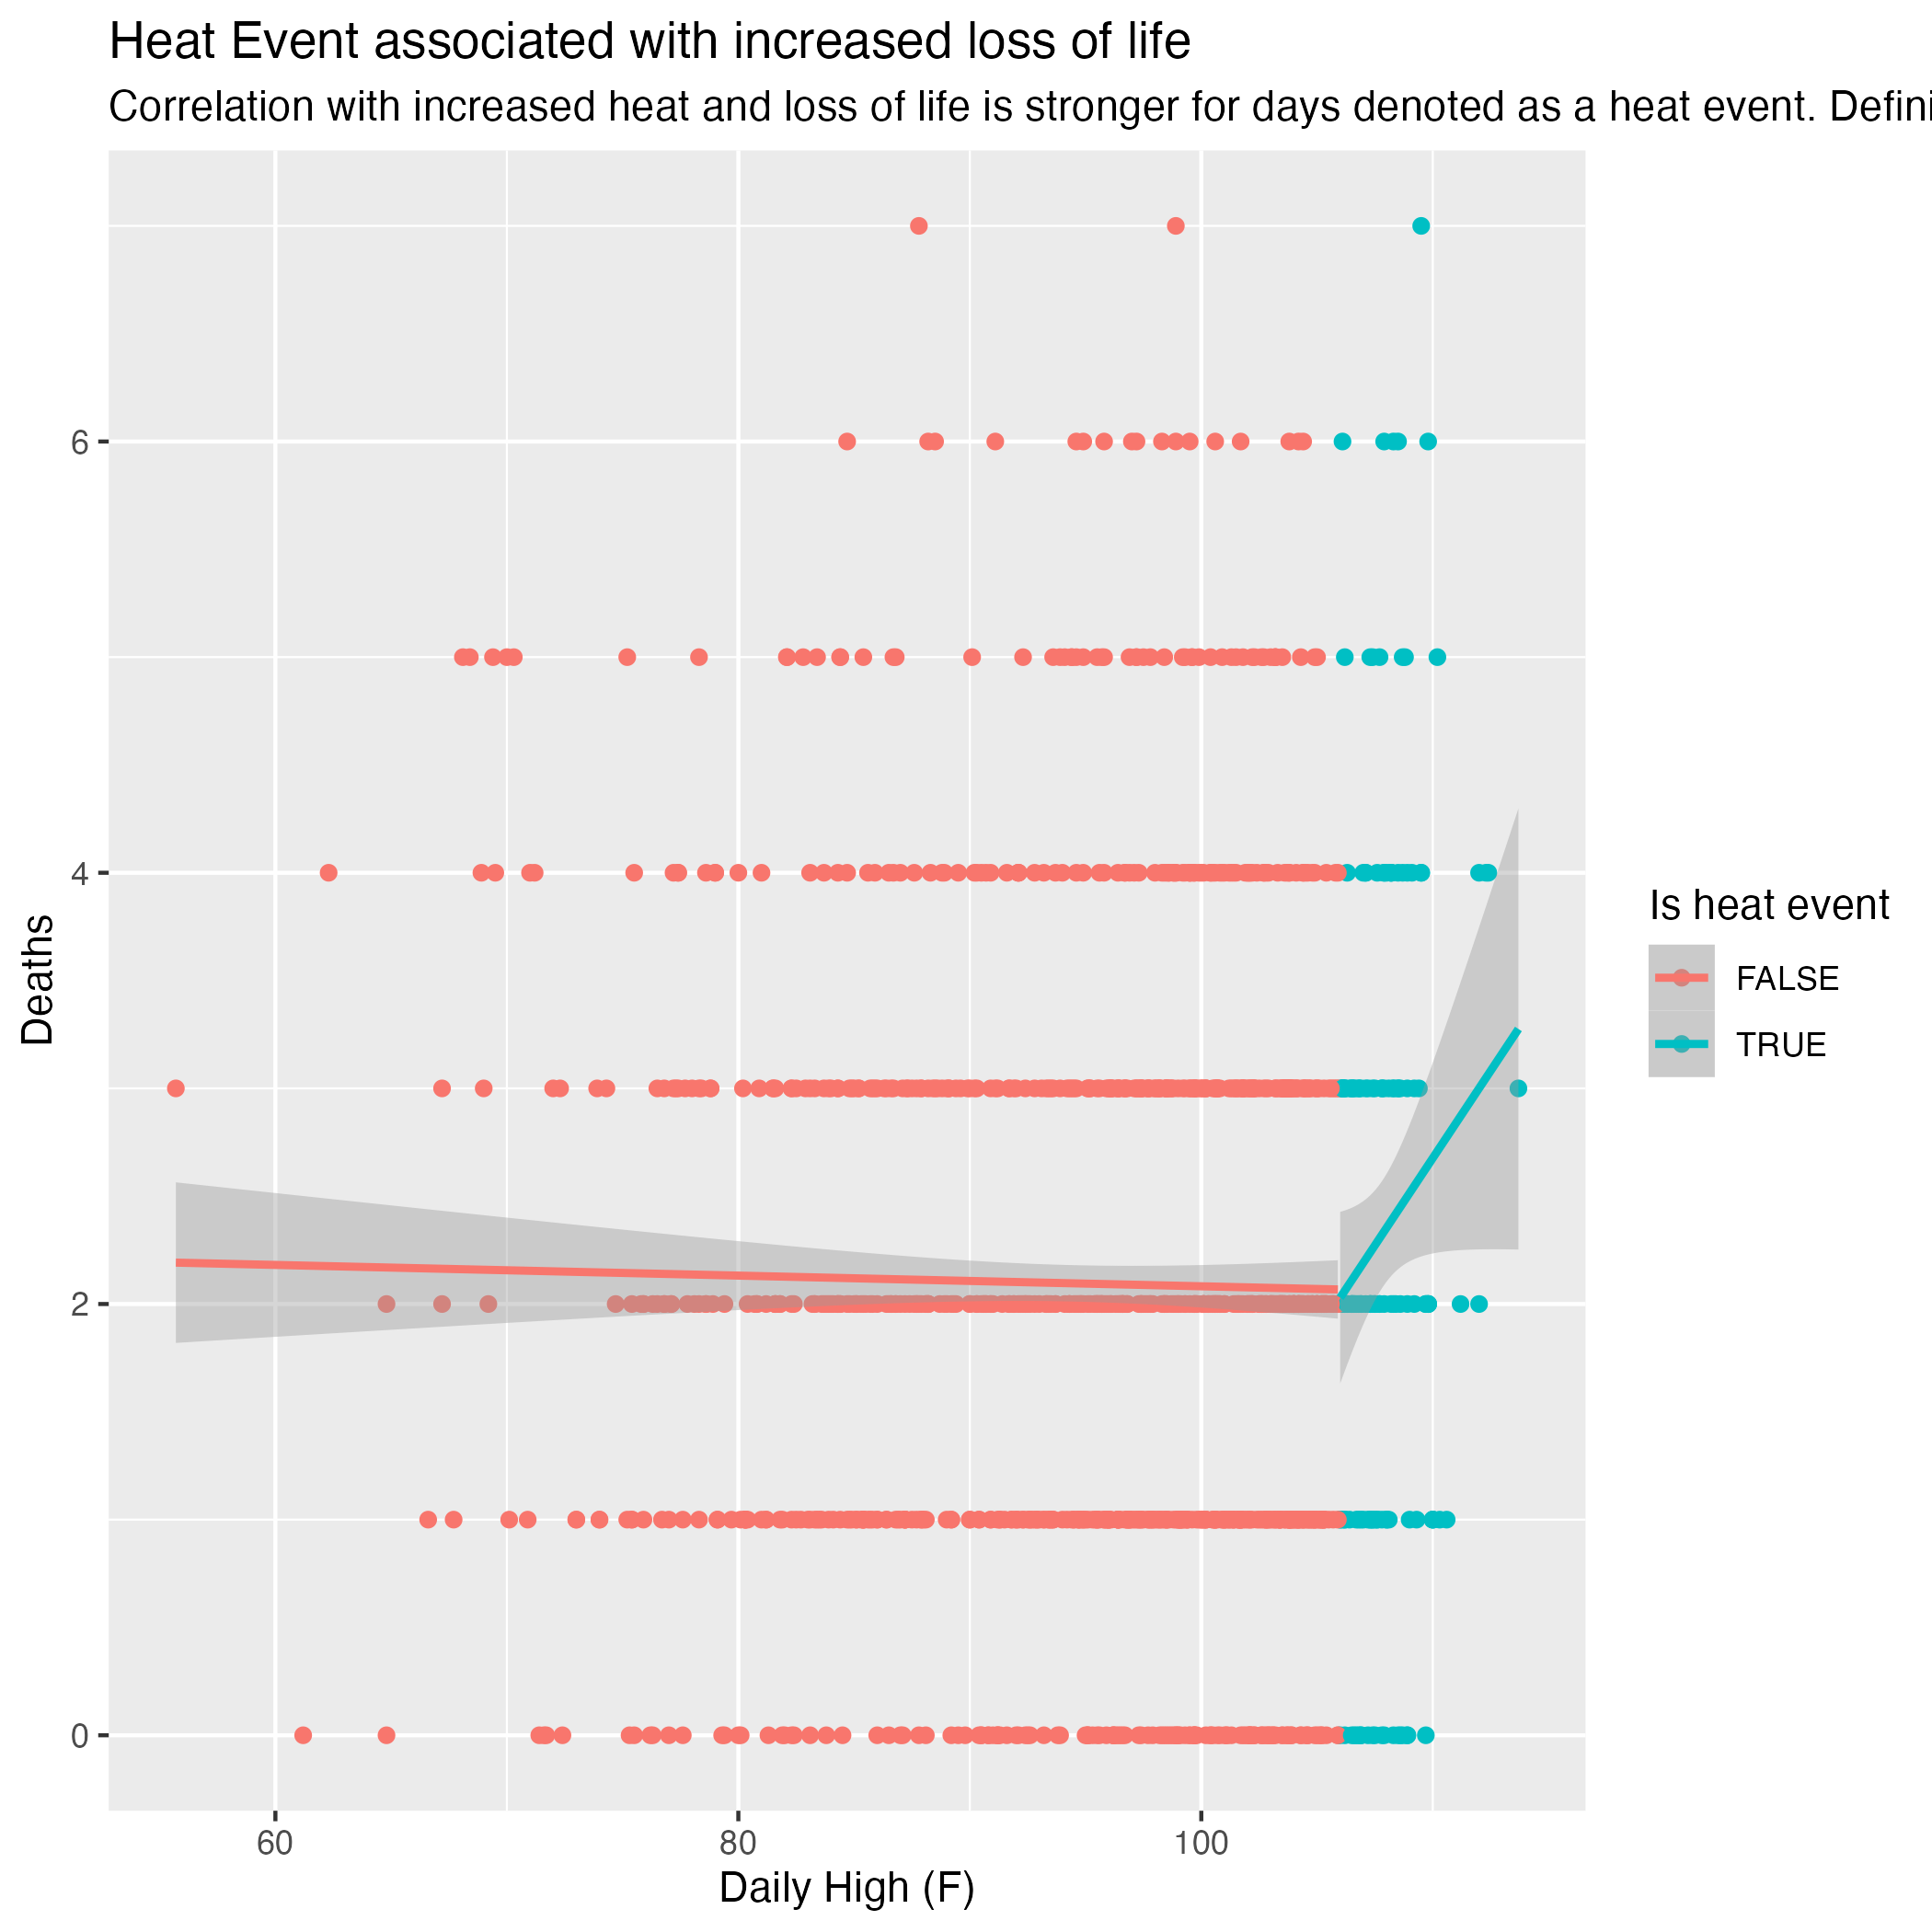 Heat Event associated with increased loss of life
Correlation with increased heat and loss of life is stronger for days denoted as a heat event.
6
4
2
0
Deaths
60
80
100
Daily High (F)
Is heat event
FALSE
TRUE